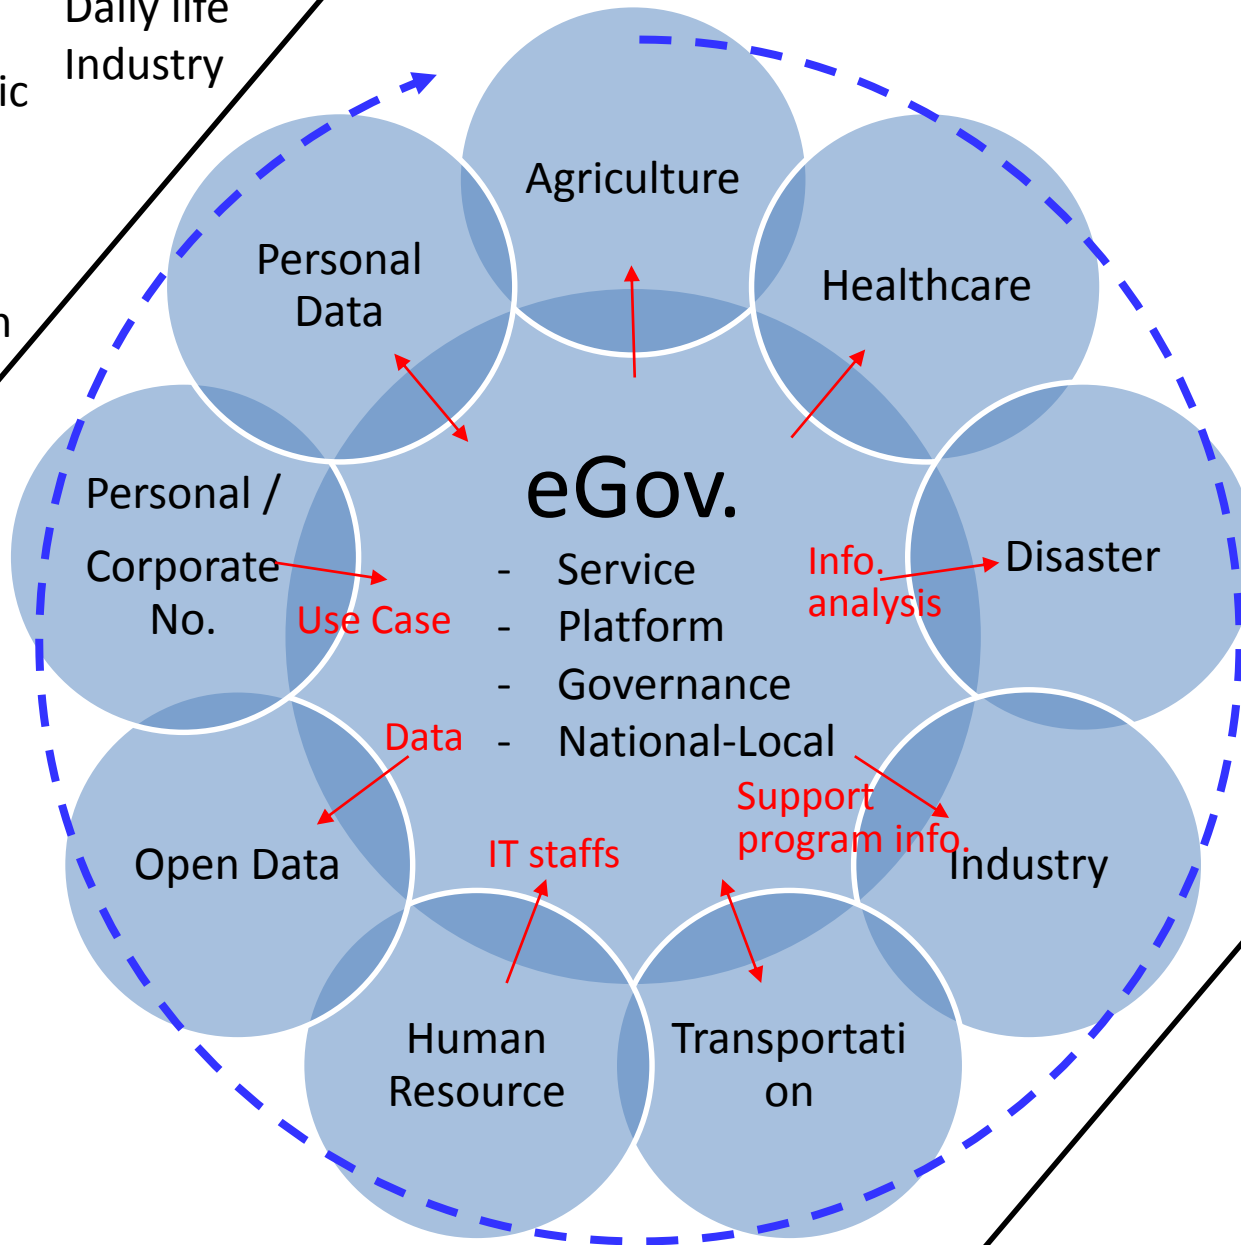 Daily life
Industry
ic
n
Agriculture
Personal
Data
Healthcare
Personal /
Corporate
No.
Use Case
eGov.
- Service
- Platform
- Governance
- National-Local
Info.
analysis
Disaster
Data
Support
program info.
Open Data
IT staffs
Industry
Human
Resource
Transportati
on